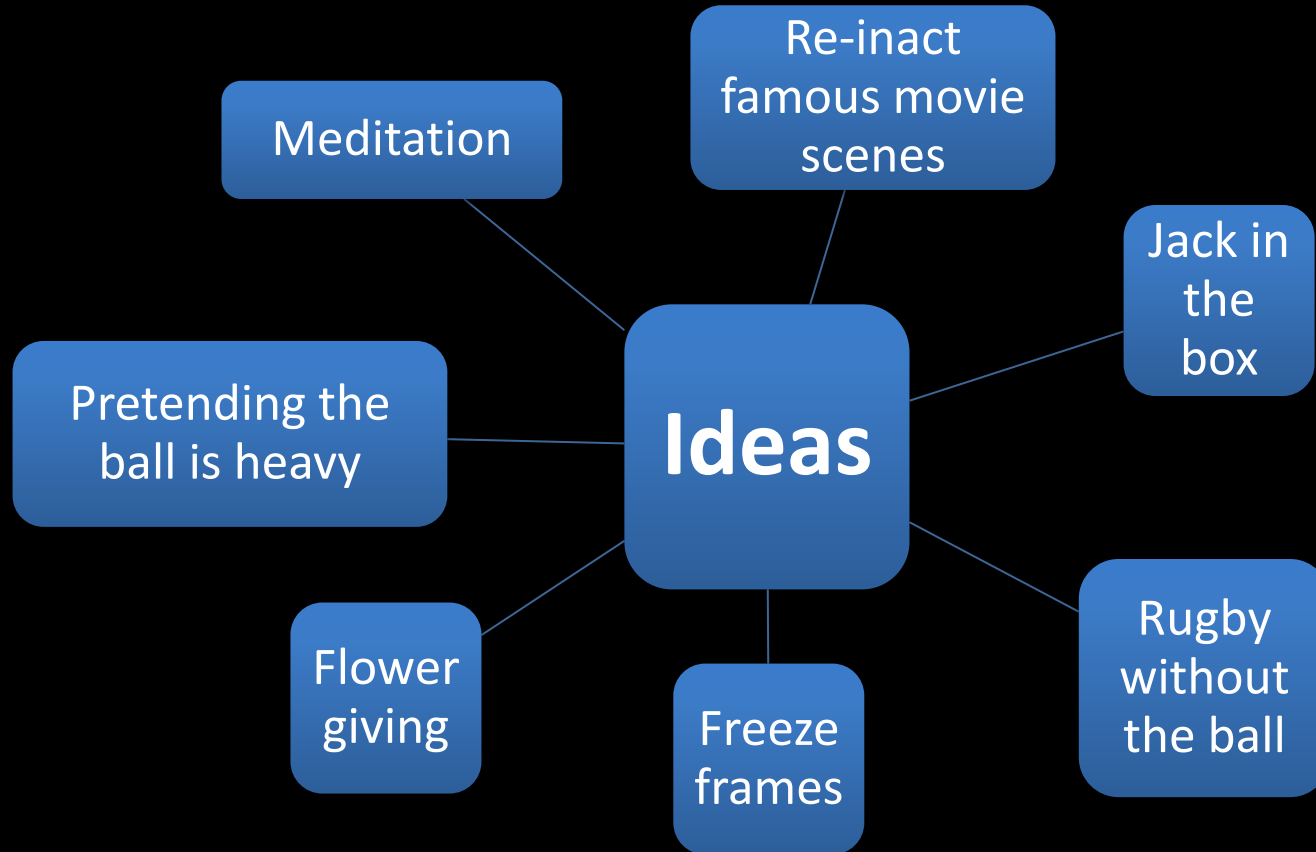 Re-inact
famous movie
scenes
Meditation
Jack in
the
box
Pretending the
ball is heavy
Ideas
Rugby
without
the ball
Flower
giving
Freeze
frames